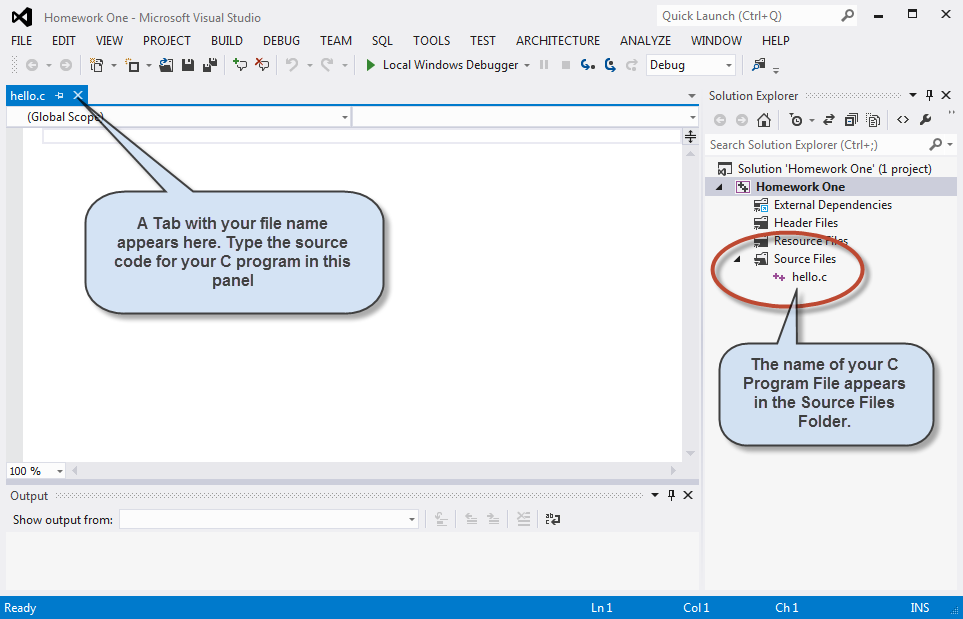 Homework One - Microsoft Visual Studio
Quick Launch (Ctrl+Q)
FILE EDIT VIEW PROJECT BUILD DEBUG TEAM SQL TOOLS TEST ARCHITECTURE ANALYZE WINDOW HELP
Local Windows Debugger Debug
hello.c
(Global Scope)
A Tab with your file name
appears here. Type the source
code for your C program in this
panel
100 %
Output
Show output from:
Solution Explorer
Search Solution Explorer (Ctrl+;)
Solution 'Homework One' (1 project)
Homework One
External Dependencies
Header Files
Resource Files
Source Files
hello.c
The name of your C
Program File appears
in the Source Files
Folder.
Ready Ln 1 Col 1 Ch 1 INS